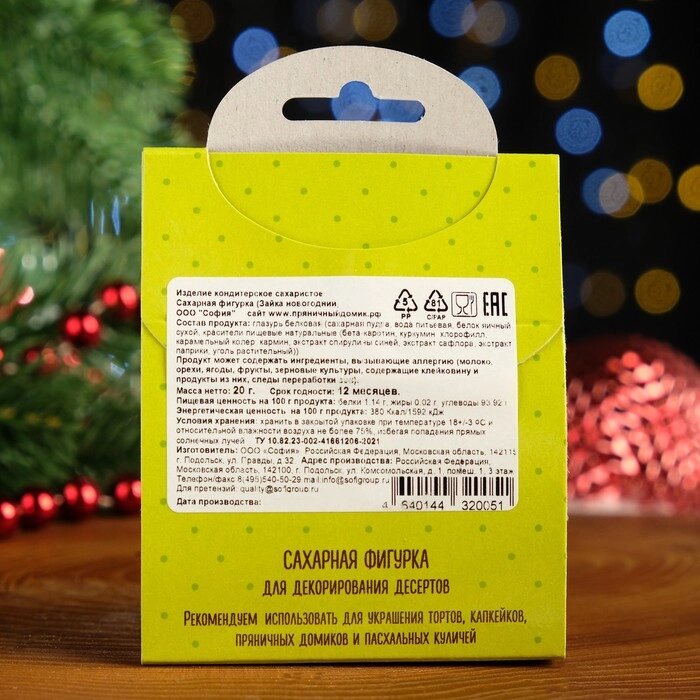 Изделие кондитерское сахаристое
Сахарная фигурка (Зайка новогодний
ООО "София" сайт www.пряничныйдомик.рф
Состав продукта: глазурь белковая (сахарная пудра, вода питьевая, белок яичный
сухой, красители пищевые натуральные (бета каротин, куркумин, хлорофилл,
карамельный колер, кармин, экстракт спирулины синей, экстракт сафлора, экстракт
паприки, уголь растительный))
Продукт может содержать ингредиенты, вызывающие аллергию (молоко,
орехи, ягоды, фрукты, зерновые культуры, содержащие клейковину и
продукты из них, следы переработки
Масса нетто: 20 г. Срок годности: 12 месяцев.
Пищевая ценность на 100 г продукта: белки 1,14 г, жиры 0,02 г, углеводы 93,92 г
Энергетическая ценность на 100 г продукта: 380 Ккал/1592 кДж
Условия хранения: хранить в закрытой упаковке при температуре 18+/-3 0С и
относительной влажности воздуха не более 75%, избегая попадания прямых
солнечных лучей ТУ 10.82.23-002-41661206-2021
Изготовитель: ООО «София», Российская Федерация, Московская область, 142115
г. Подольск, ул. Правды, д.32 Адрес производства: Российская Федерация,
Московская область, 142100, г. Подольск, ул. Комсомольская, д.1, помещ. 1, 3 этаж
Телефон/факс 8(495)540-50-29 mail:info@sofigroup.ru
Для претензий: quality@sofigroup.ru
Дата производства:
5 PP
81 C/PAP
EAC
4 640144 320051
САХАРНАЯ ФИГУРКА
ДЛЯ ДЕКОРИРОВАНИЯ ДЕСЕРТОВ
РЕКОМЕНДУЕМ ИСПОЛЬЗОВАТЬ ДЛЯ УКРАШЕНИЯ ТОРТОВ, КАПКЕЙКОВ,
ПРЯНИЧНЫХ ДОМИКОВ И ПАСХАЛЬНЫХ КУЛИЧЕЙ